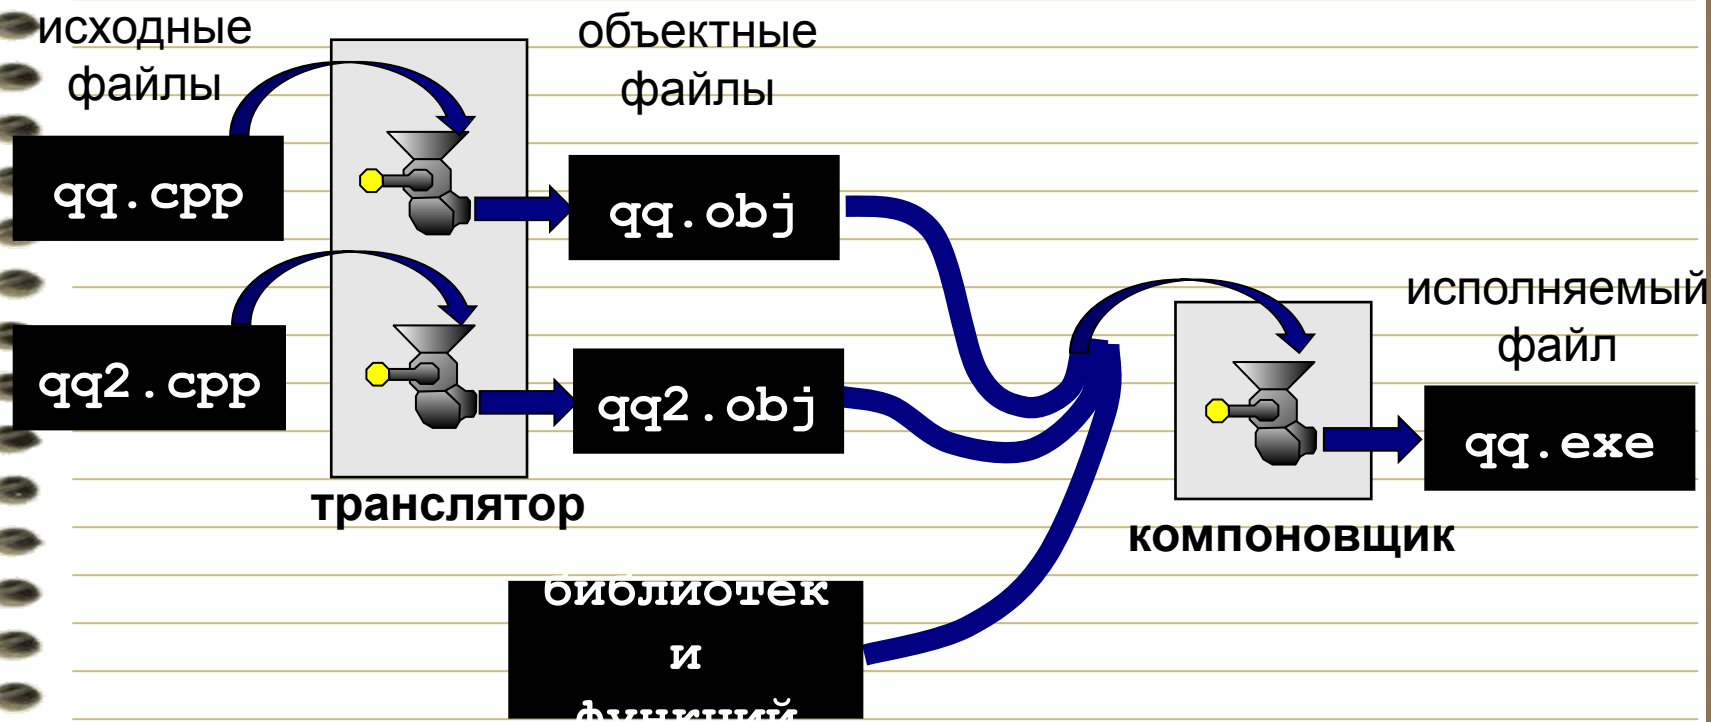 исходные
файлы
объектные
файлы
qq.cpp
qq.obj
qq2.cpp
qq2.obj
исполняемый
файл
qq.exe
транслятор
компоновщик
библиотек
и
функций